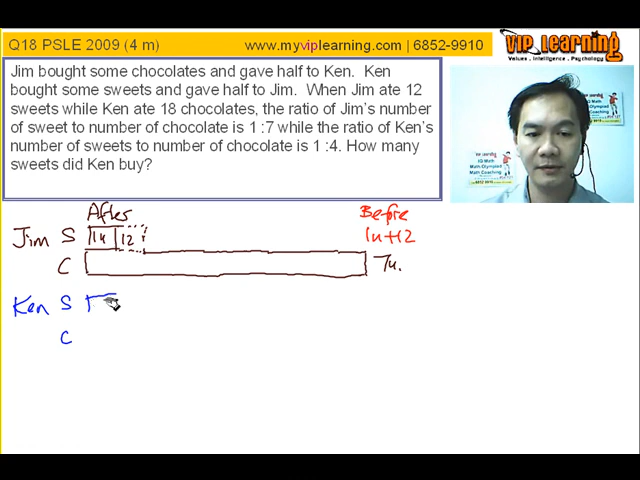 Q18 PSLE 2009 (4 m)
www.myviplearning.com | 6852-9910
VIP Learning
Values . Intelligence . Psychology
Jim bought some chocolates and gave half to Ken. Ken
bought some sweets and gave half to Jim. When Jim ate 12
sweets while Ken ate 18 chocolates, the ratio of Jim's number
of sweet to number of chocolate is 1 :7 while the ratio of Ken's
number of sweets to number of chocolate is 1 :4. How many
sweets did Ken buy?
After Before
Jim S 1u 12 1u+12
C 7u.
Ken S
C